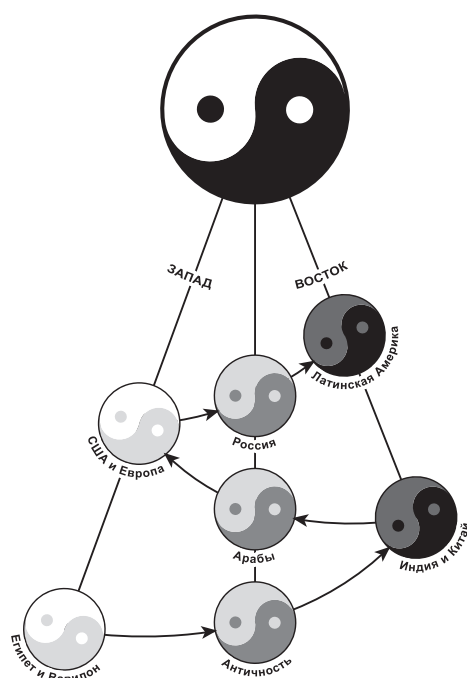 ЗАПАД
ВОСТОК
Латинская Америка
Россия
США и Европа
Арабы
Индия и Китай
Египет и Вавилон
Античность